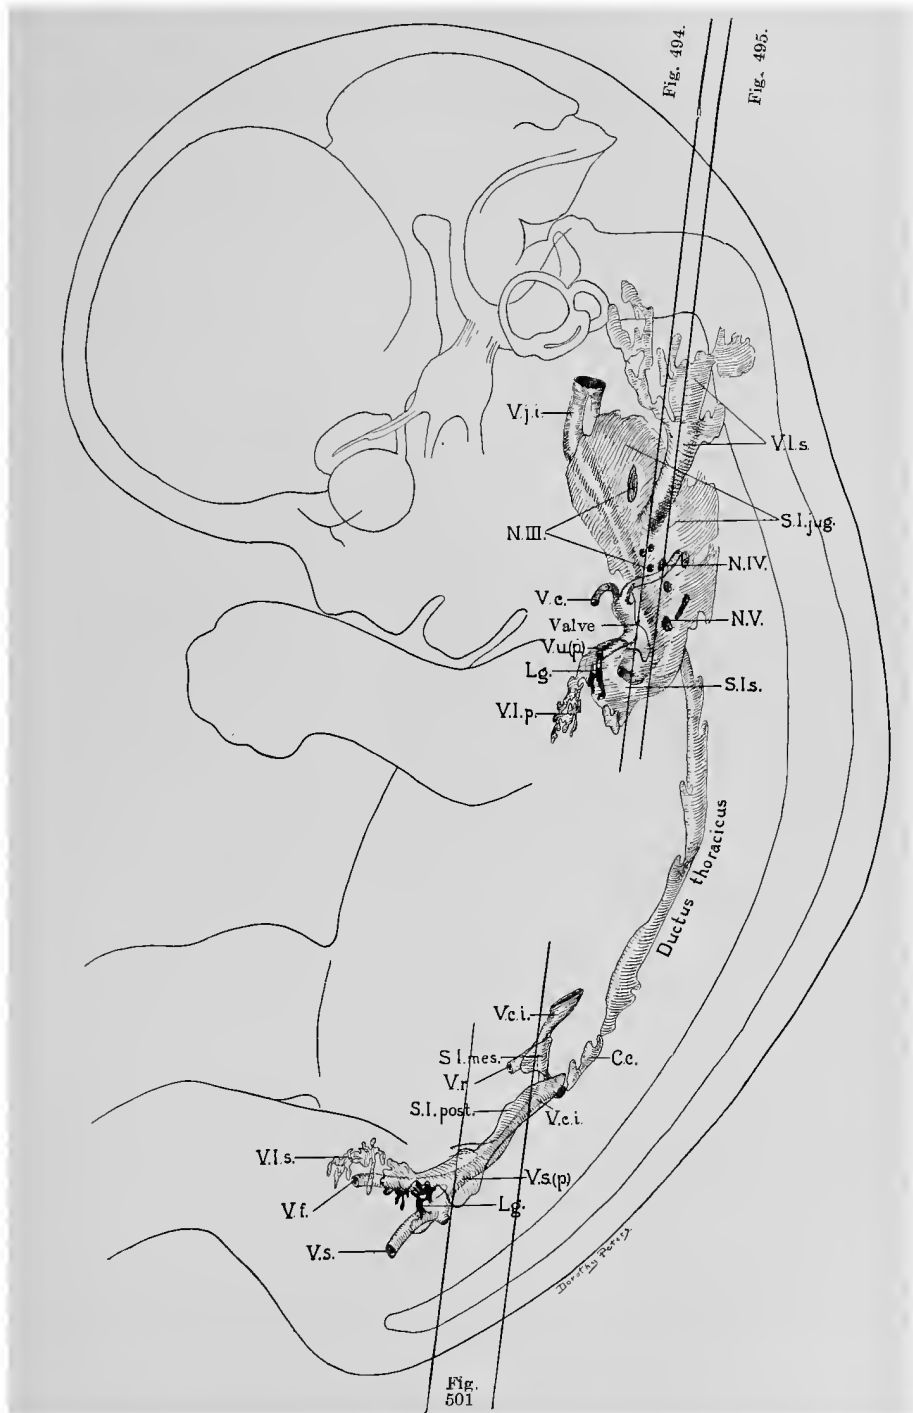 Fig. 494.
Fig. 495.
V.j.i
V.l.s.
S.l.jug.
N.III.
N.IV.
V.c.
Valve
N.V.
V.u(p)
Lg.
S.l.s.
V.l.p.
Ductus thoracicus
V.c.i.
S l.mes.
C.c.
V.r
S.l.post.
V.c.i.
V.l.s.
V.s.(p)
V.f.
Lg.
V.s.
Dorothy Peters.
Fig.
501